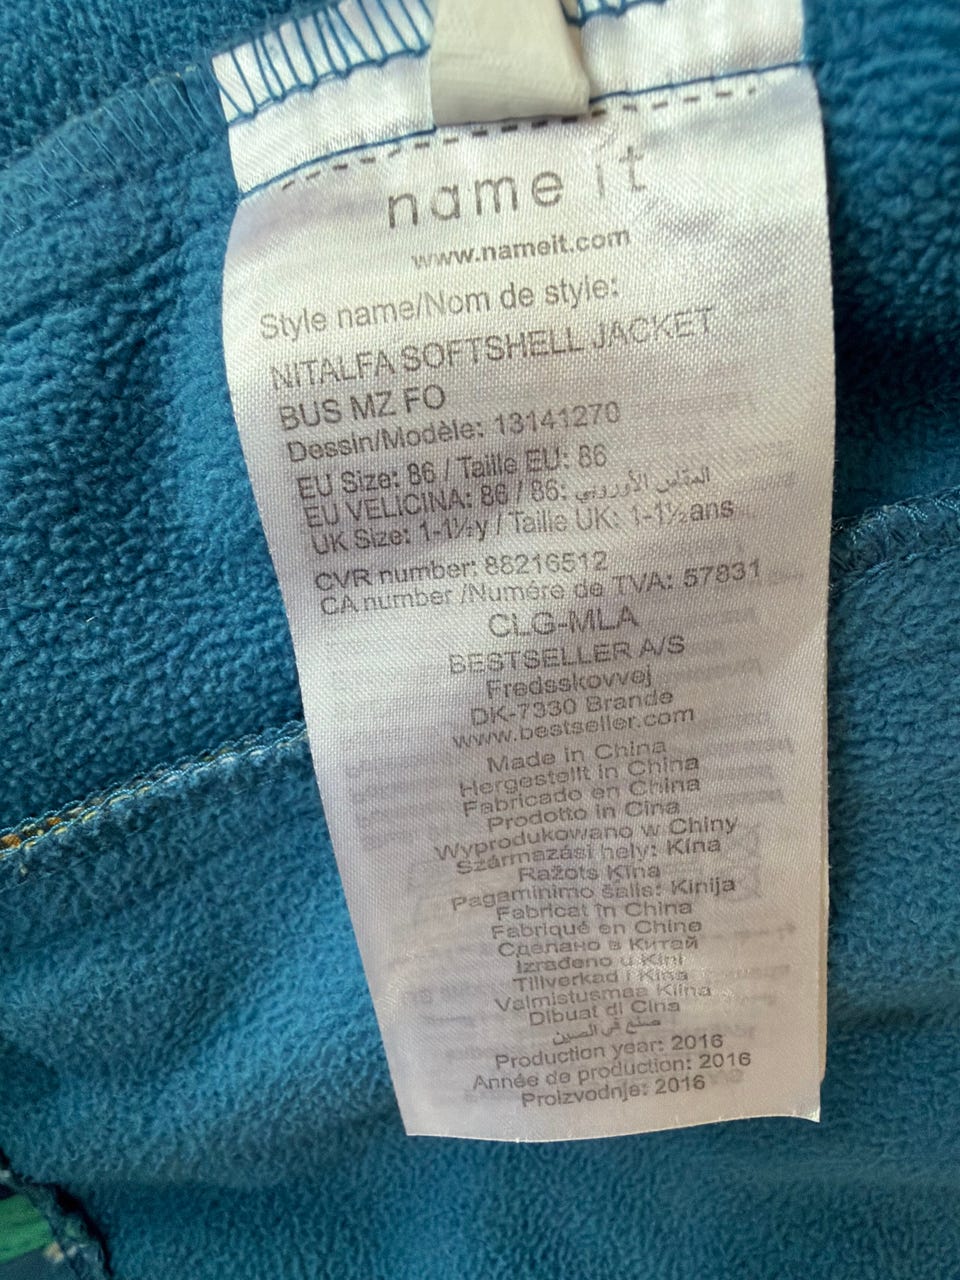 name it
www.nameit.com
Style name/Nom de style:
NITALFA SOFTSHELL JACKET
BUS MZ FO
Dessin/Modèle: 13141270
EU Size: 86 / Taille EU: 86
EU VELICINA: 86 / 86: المقاس الأوروبي
UK Size: 1-1½y / Taille UK: 1-1½ans
CVR number: 88216512
CA number /Numére de TVA: 57831
CLG-MLA
BESTSELLER A/S
Fredsskovvej
DK-7330 Brande
www.bestseller.com
Made in China
Hergestellt in China
Fabricado en China
Prodotto in Cina
Wyprodukowano w Chiny
Származási hely: Kína
Ražots Ķīna
Pagaminimo šalis: Kinija
Fabricat în China
Fabriqué en Chine
Сделано в Китай
Izrađeno u Kini
Tillverkad i Kina
Valmistusmaa Kiina
Dibuat di Cina
صنع في الصين
Production year: 2016
Année de production: 2016
Proizvodnja: 2016